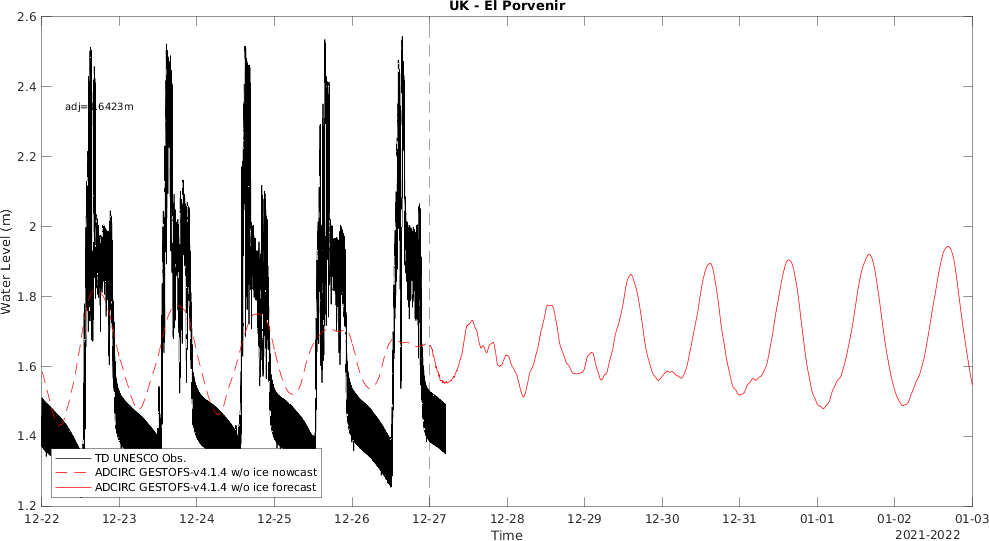 UK - El Porvenir
2.6
2.4
adj= .6423m
2.2
2
1.8
1.6
1.4
1.2
Water Level (m)
TD UNESCO Obs.
ADCIRC GESTOFS-v4.1.4 w/o ice nowcast
ADCIRC GESTOFS-v4.1.4 w/o ice forecast
12-22 12-23 12-24 12-25 12-26 12-27 12-28 12-29 12-30 12-31 01-01 01-02 01-03
Time
2021-2022